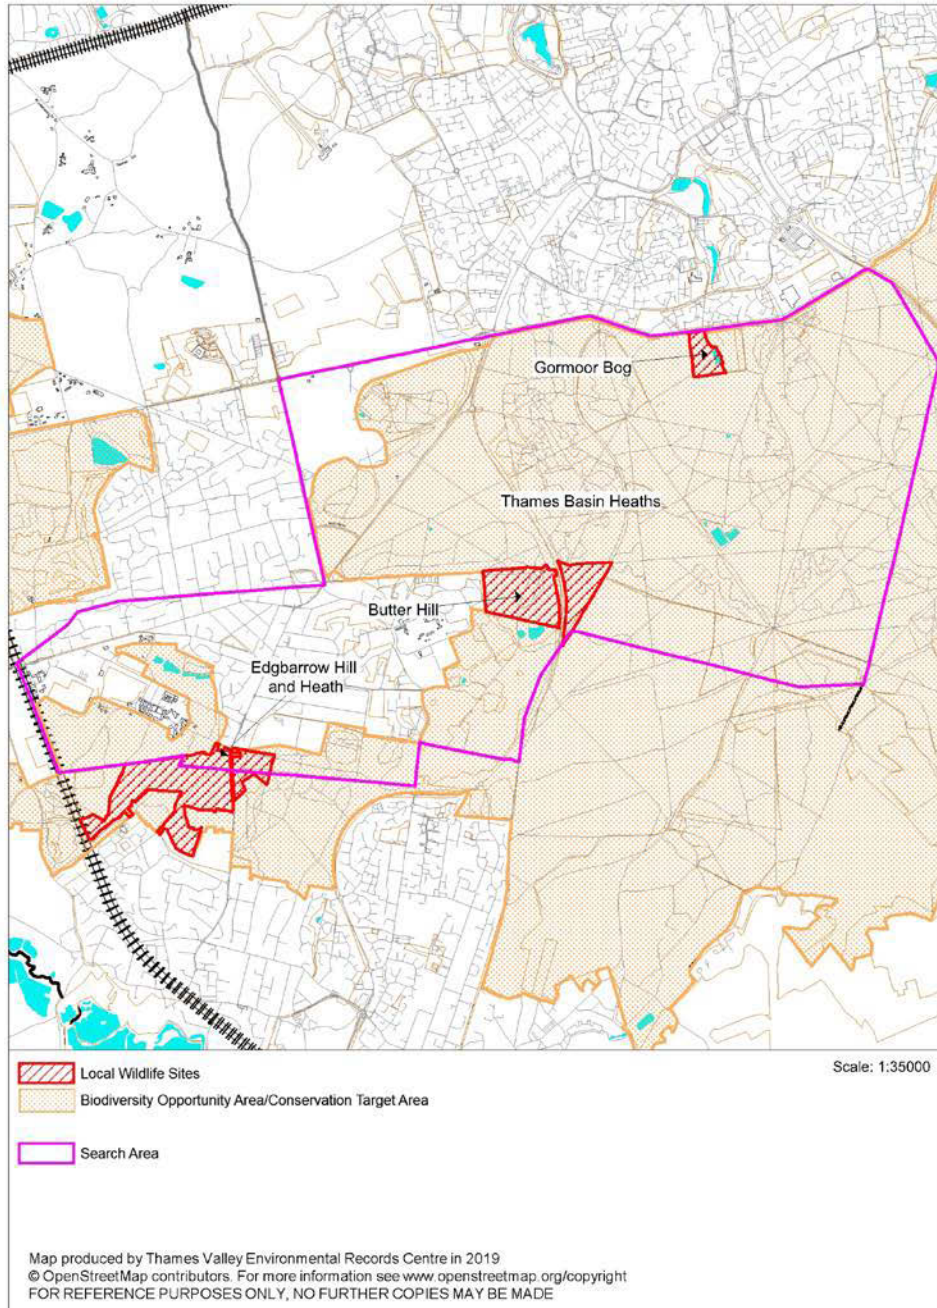 Gormoor Bog
Thames Basin Heaths
Butter Hill
Edgbarrow Hill
and Heath
Local Wildlife Sites
Scale: 1:35000
Biodiversity Opportunity Area/Conservation Target Area
Search Area
Map produced by Thames Valley Environmental Records Centre in 2019
© OpenStreetMap contributors. For more information see www.openstreetmap.org/copyright
FOR REFERENCE PURPOSES ONLY, NO FURTHER COPIES MAY BE MADE